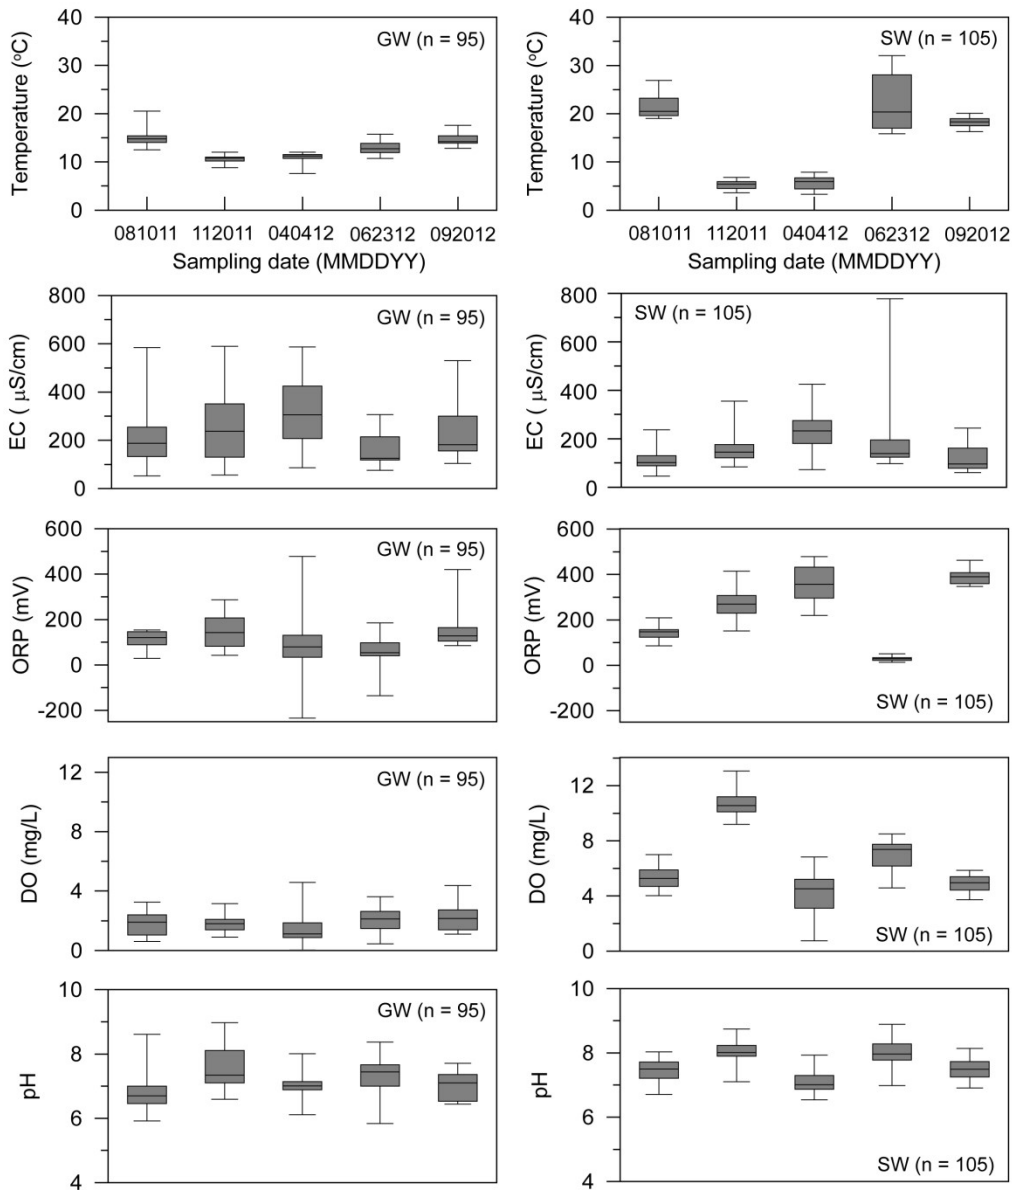 Temperature (ºC)
40
30
20
10
0
GW (n = 95)
081011 112011 040412 062312 092012
Sampling date (MMDDYY)
Temperature (ºC)
40
30
20
10
0
SW (n = 105)
081011 112011 040412 062312 092012
Sampling date (MMDDYY)
EC ( μS/cm)
800
600
400
200
0
GW (n = 95)
EC ( μS/cm)
800
600
400
200
0
SW (n = 105)
ORP (mV)
600
400
200
0
-200
GW (n = 95)
ORP (mV)
600
400
200
0
-200
SW (n = 105)
DO (mg/L)
12
8
4
0
GW (n = 95)
DO (mg/L)
12
8
4
0
SW (n = 105)
pH
10
8
6
4
GW (n = 95)
pH
10
8
6
4
SW (n = 105)